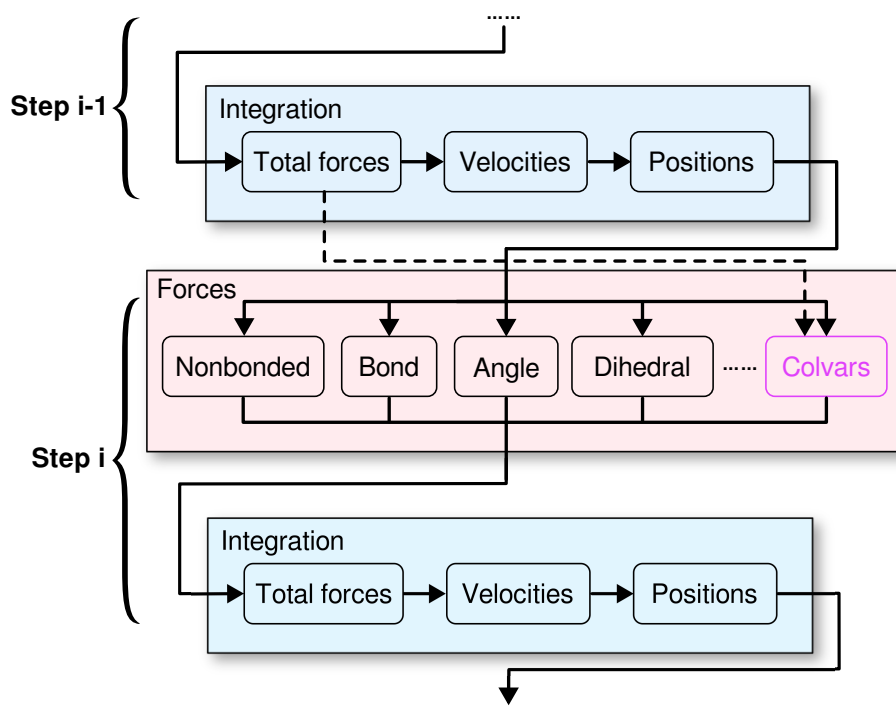 ......
Step i-1
Integration
Total forces
Velocities
Positions
Forces
Nonbonded
Bond
Angle
Dihedral
......
Colvars
Step i
Integration
Total forces
Velocities
Positions